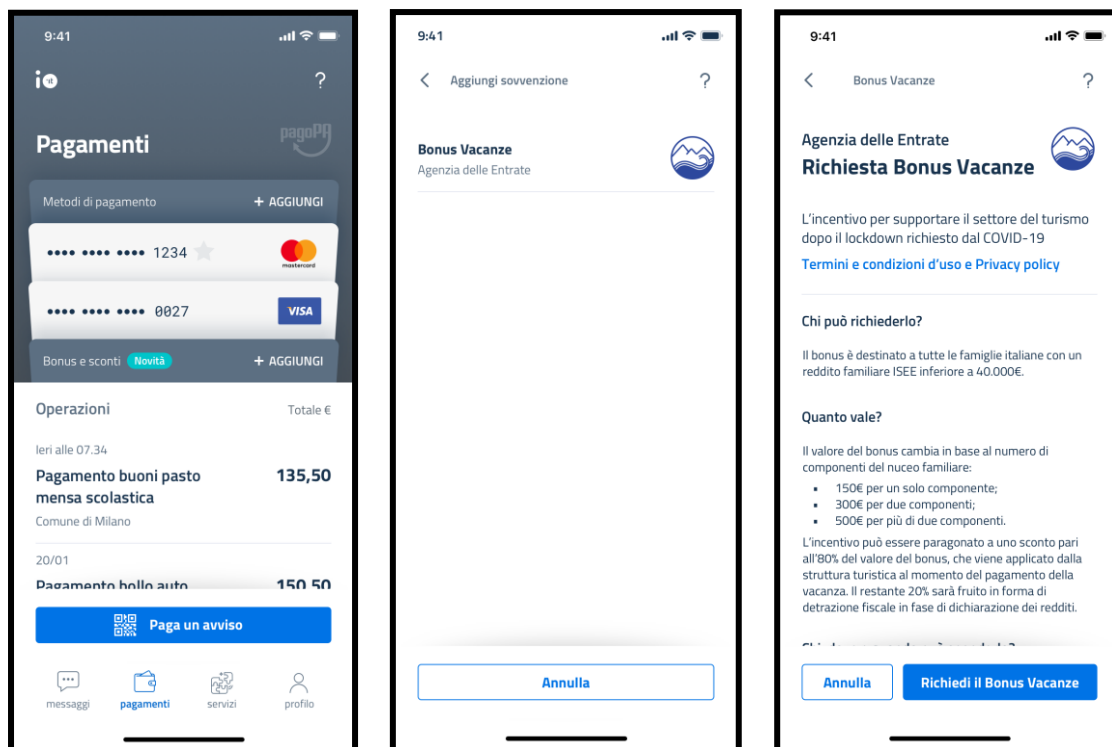 9:41
io
?
Pagamenti
pagoPA
Metodi di pagamento + AGGIUNGI
•••• •••• •••• 1234
mastercard
•••• •••• •••• 0027
VISA
Bonus e sconti Novità + AGGIUNGI
Operazioni Totale €
Ieri alle 07.34
Pagamento buoni pasto 135,50
mensa scolastica
Comune di Milano
20/01
Pagamento bollo auto 150,50
Paga un avviso
messaggi pagamenti servizi profilo
9:41
Aggiungi sovvenzione ?
Bonus Vacanze
Agenzia delle Entrate
Annulla
9:41
Bonus Vacanze ?
Agenzia delle Entrate
Richiesta Bonus Vacanze
L'incentivo per supportare il settore del turismo
dopo il lockdown richiesto dal COVID-19
Termini e condizioni d'uso e Privacy policy
Chi può richiederlo?
Il bonus è destinato a tutte le famiglie italiane con un
reddito familiare ISEE inferiore a 40.000€.
Quanto vale?
Il valore del bonus cambia in base al numero di
componenti del nuceo familiare:
• 150€ per un solo componente;
• 300€ per due componenti;
• 500€ per più di due componenti.
L'incentivo può essere paragonato a uno sconto pari
all'80% del valore del bonus, che viene applicato dalla
struttura turistica al momento del pagamento della
vacanza. Il restante 20% sarà fruito in forma di
detrazione fiscale in fase di dichiarazione dei redditi.
Annulla Richiedi il Bonus Vacanze